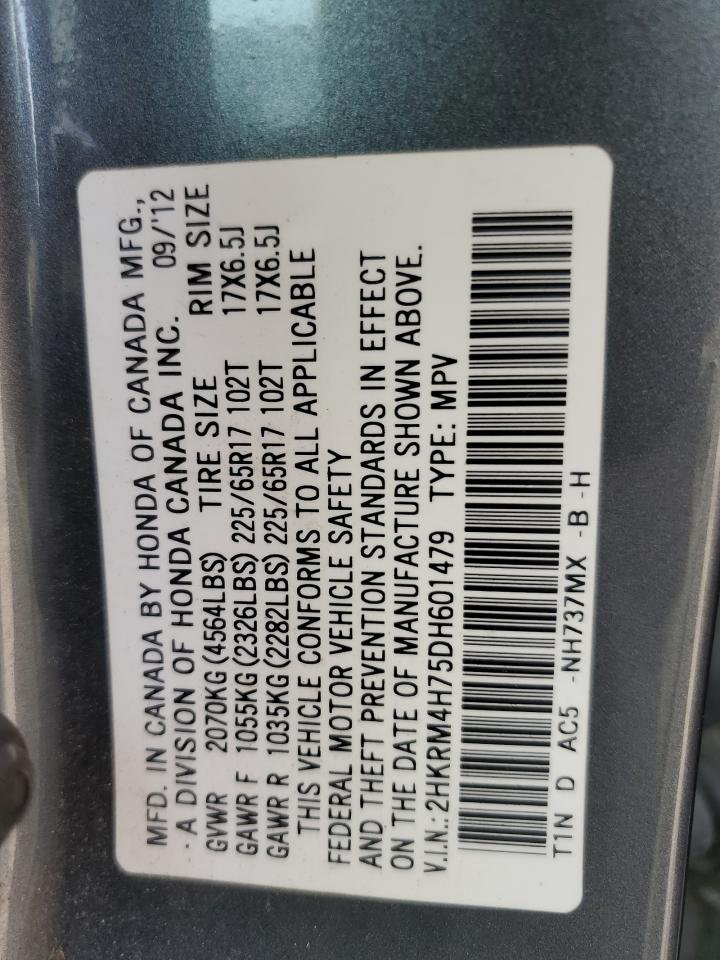 MFD. IN CANADA BY HONDA OF CANADA MFG.,
- A DIVISION OF HONDA CANADA INC. 09/'12
GVWR 2070KG(4564LBS) TIRE SIZE RIM SIZE
GAWR F 1055KG(2326LBS) 225/65R17 102T 17X6.5J
GAWR R 1035KG(2282LBS) 225/65R17 102T 17X6.5J
THIS VEHICLE CONFORMS TO ALL APPLICABLE
FEDERAL MOTOR VEHICLE SAFETY
AND THEFT PREVENTION STANDARDS IN EFFECT
ON THE DATE OF MANUFACTURE SHOWN ABOVE.
V.I.N.:2HKRM4H75DH601479 TYPE: MPV
T1N D AC5 -NH737MX -B -H